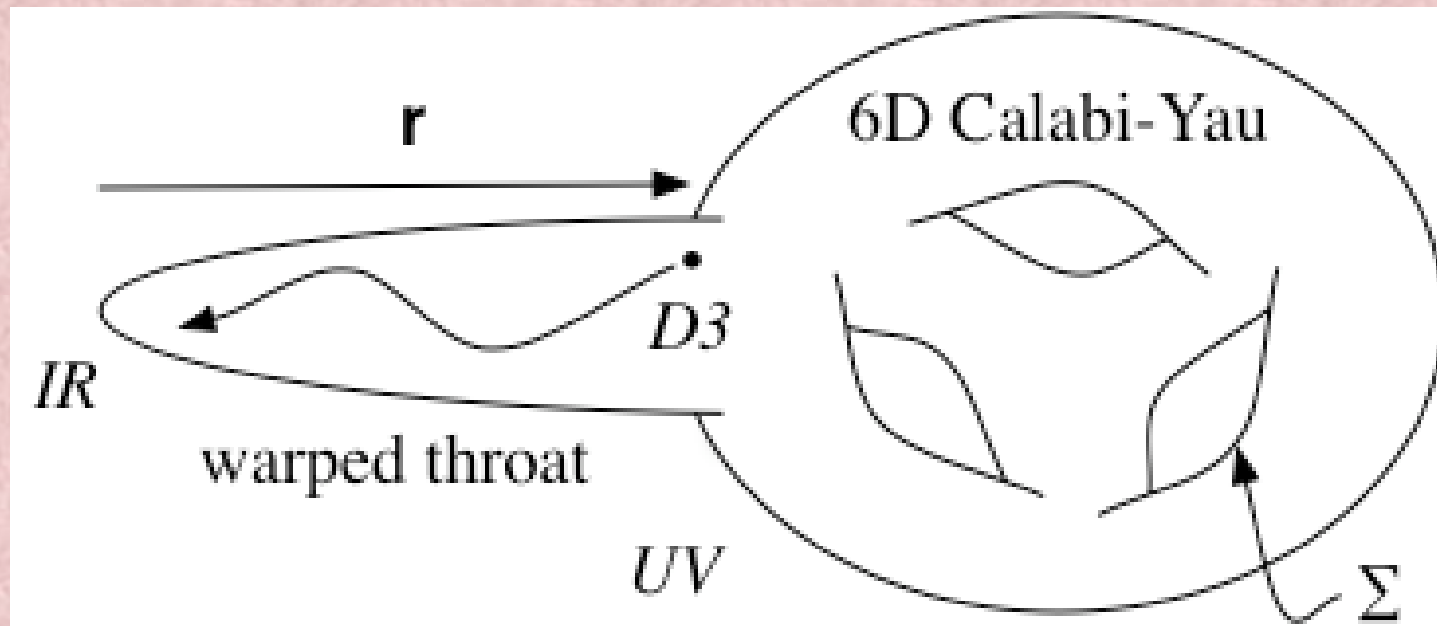 r
6D Calabi-Yau
D3
IR
warped throat
UV
Σ